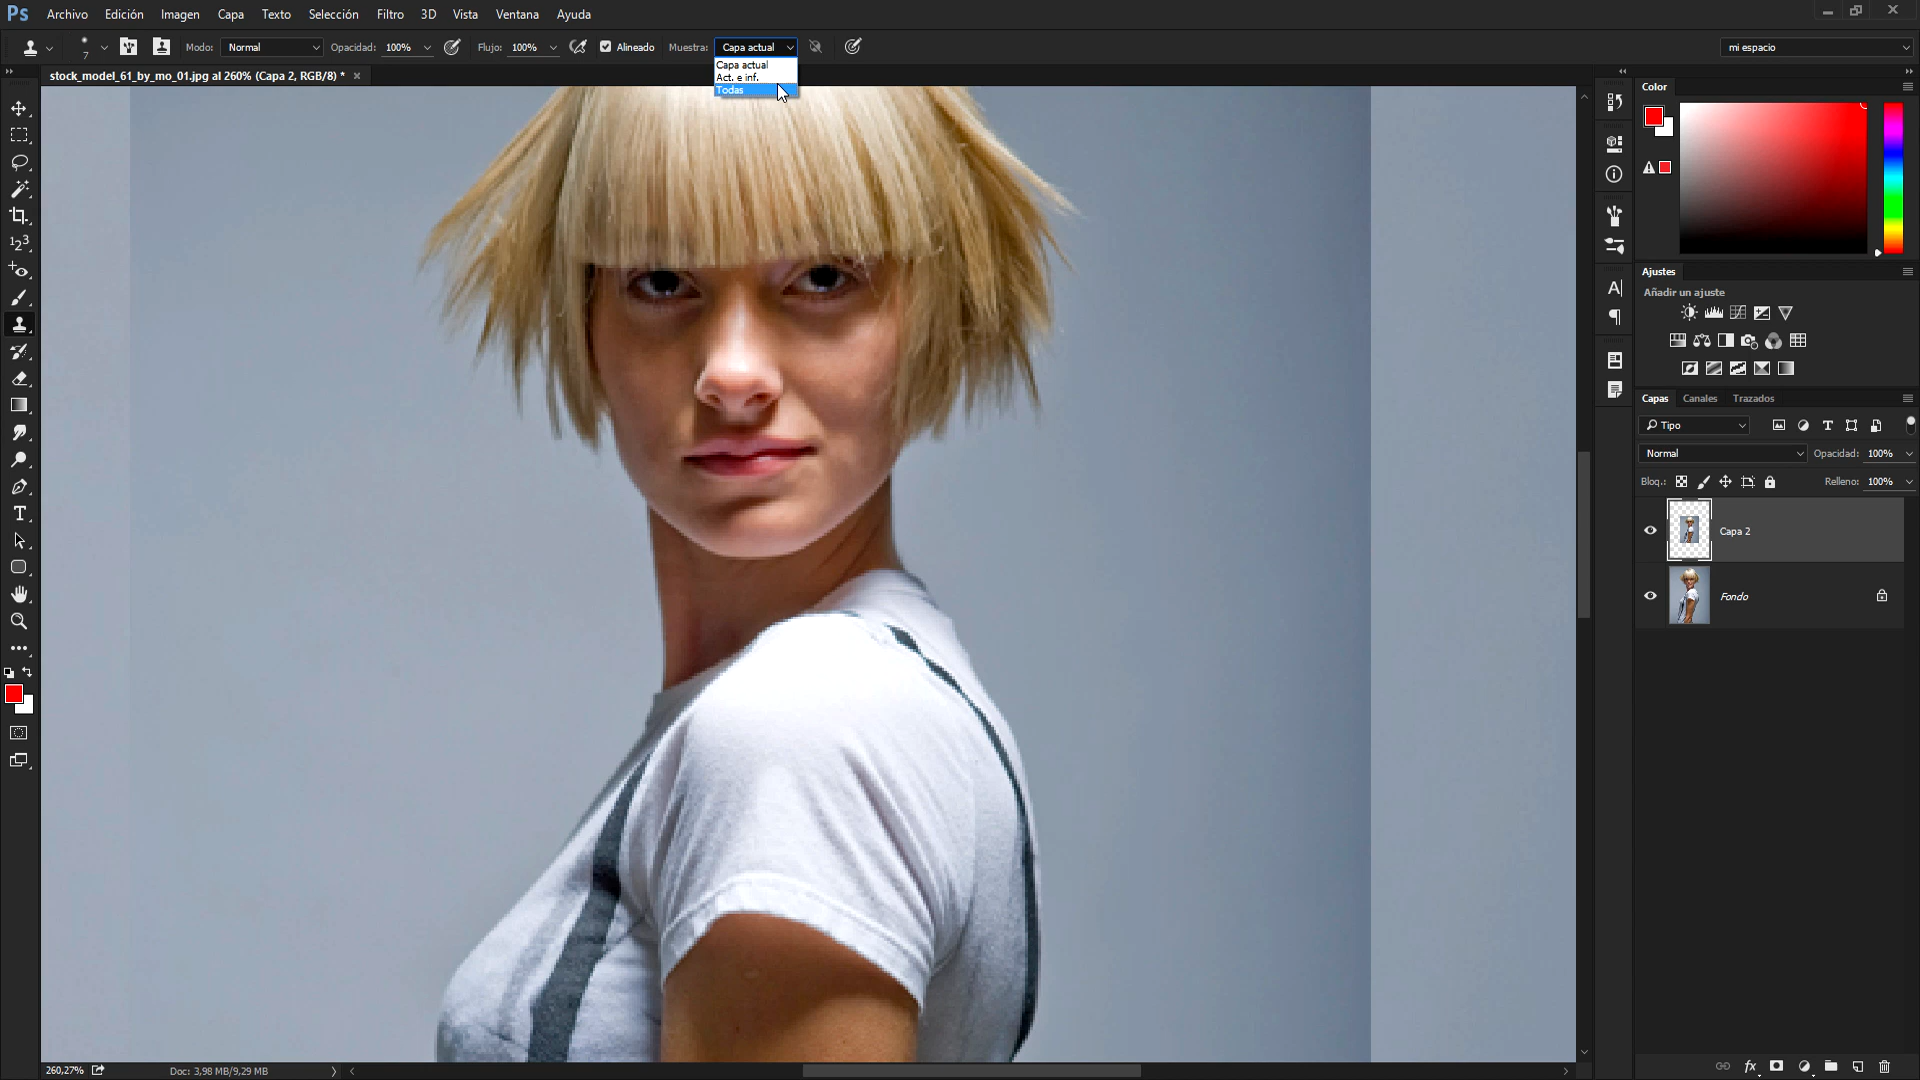 Ps Archivo Edición Imagen Capa Texto Selección Filtro 3D Vista Ventana Ayuda
7 Modo: Normal Opacidad: 100% Flujo: 100% Alineado Muestra: Capa actual mi espacio
Capa actual
Act. e inf.
Todas
stock_model_61_by_mo_01.jpg al 260% (Capa 2, RGB/8) * ×
Color
Ajustes
Añadir un ajuste
Capas Canales Trazados
Tipo
Normal Opacidad: 100%
Bloq.: Relleno: 100%
Capa 2
Fondo
260,27% Doc: 3,98 MB/9,29 MB
fx